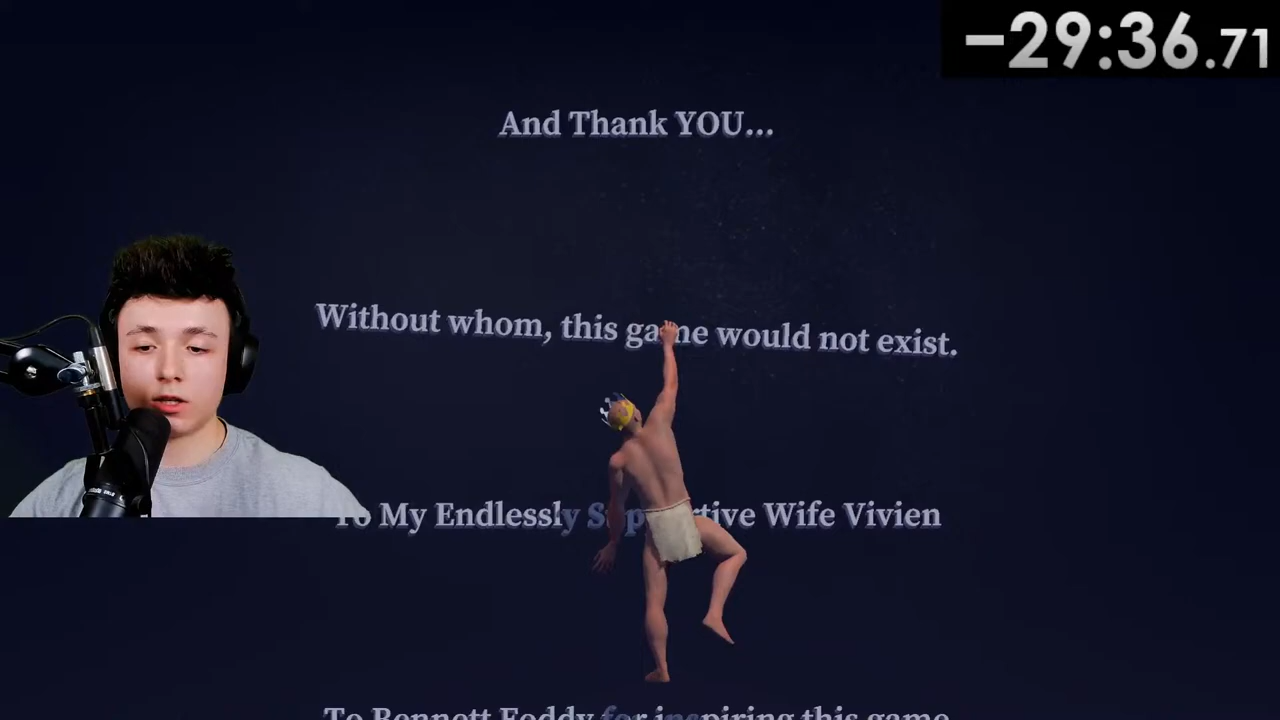 −29:36.71
And Thank YOU...
Without whom, this game would not exist.
To My Endlessly Supportive Wife Vivien
To Bennett Foddy for inspiring this game